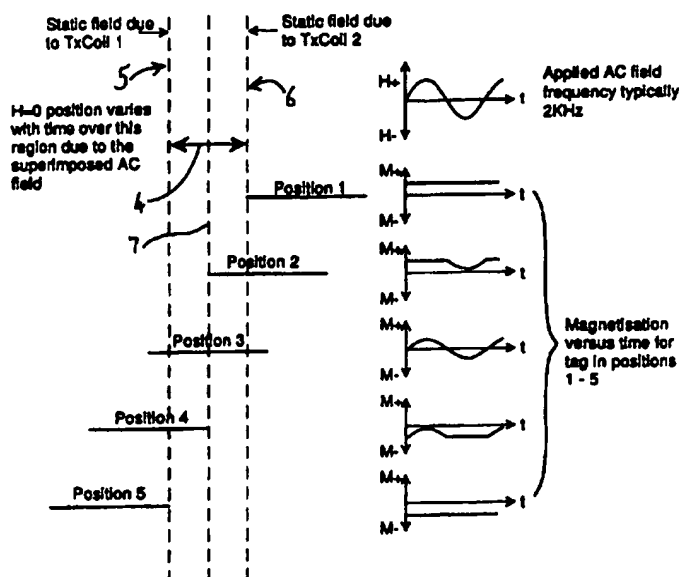 Static field due
to TxCoil 1
Static field due
to TxCoil 2
5
6
H=0 position varies
with time over this
region due to the
superimposed AC
field
4
7
H+
H-
t
Applied AC field
frequency typically
2KHz
Position 1
M+
M-
t
Position 2
M+
M-
t
Position 3
M+
M-
t
Position 4
M+
M-
t
Position 5
M+
M-
t
Magnetisation
versus time for
tag in positions
1 - 5